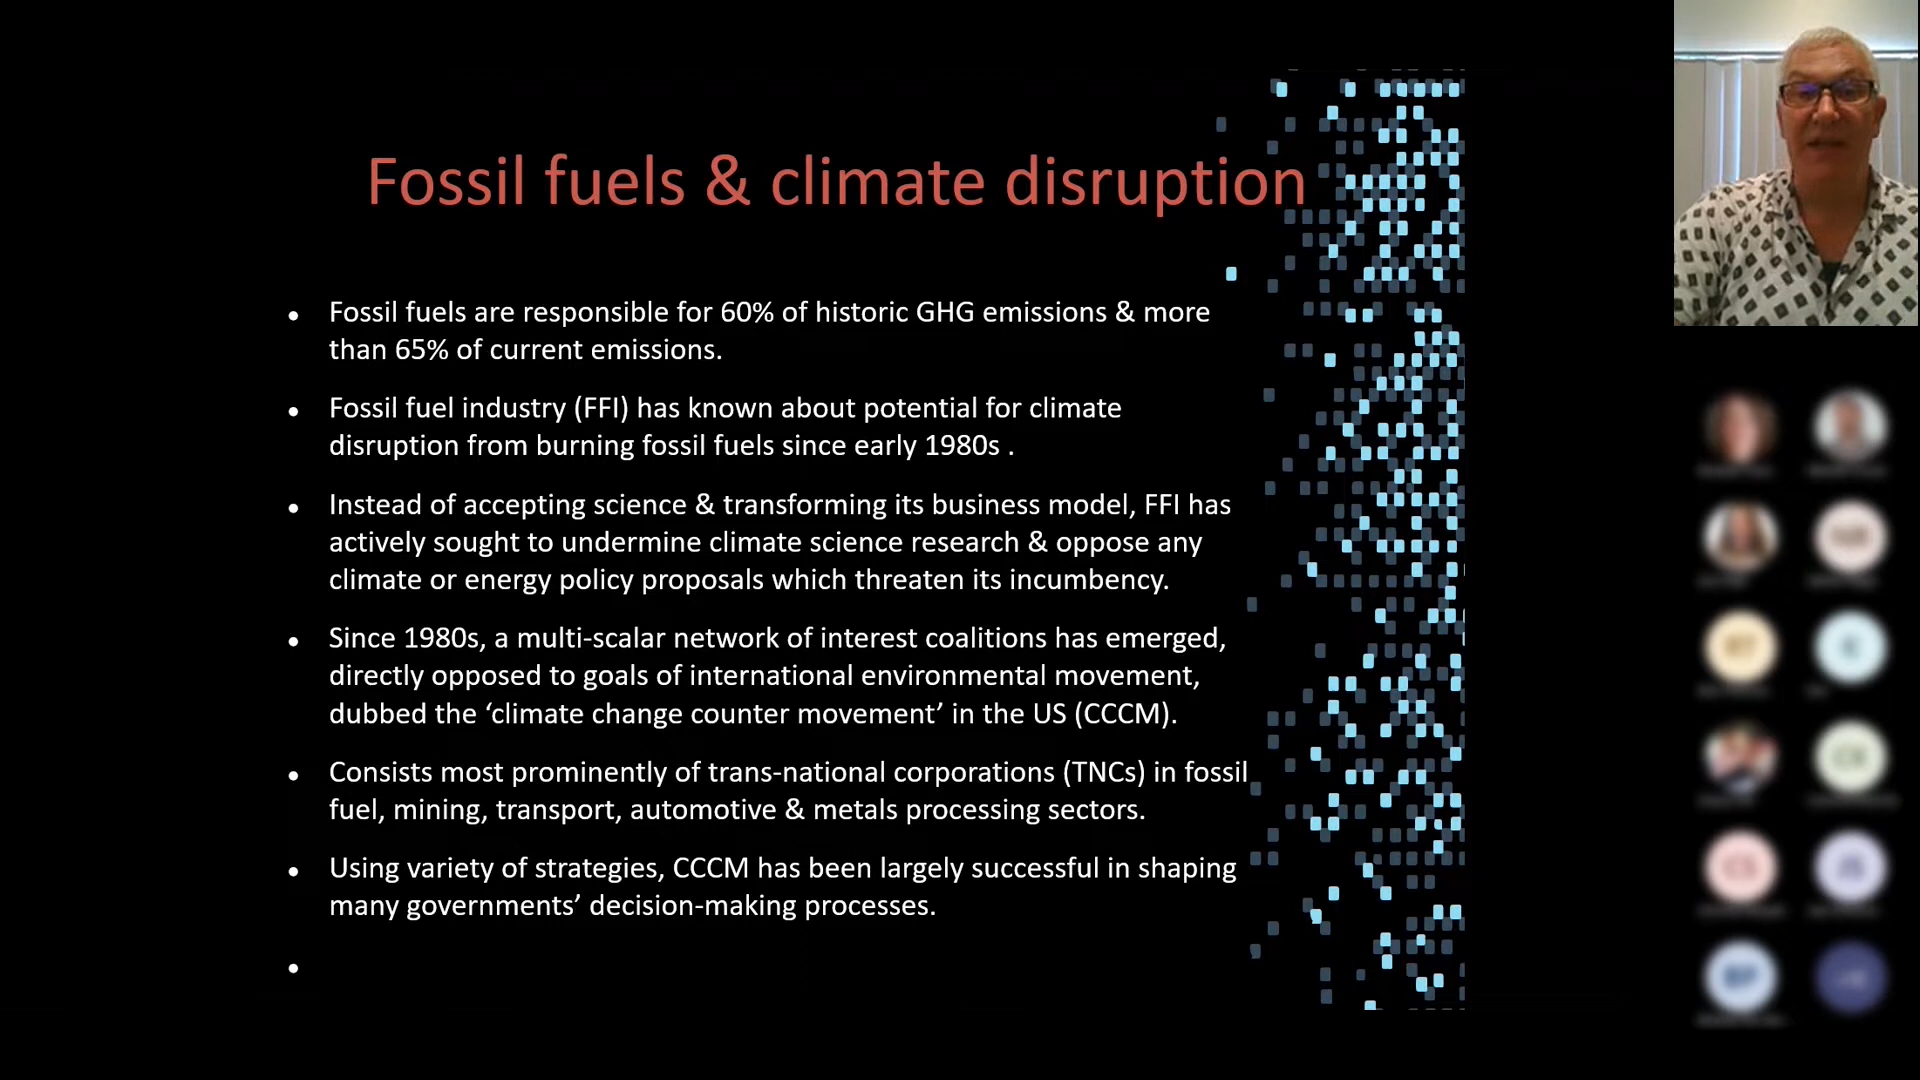 Fossil fuels & climate disruption
Fossil fuels are responsible for 60% of historic GHG emissions & more
than 65% of current emissions.
Fossil fuel industry (FFI) has known about potential for climate
disruption from burning fossil fuels since early 1980s .
Instead of accepting science & transforming its business model, FFI has
actively sought to undermine climate science research & oppose any
climate or energy policy proposals which threaten its incumbency.
Since 1980s, a multi-scalar network of interest coalitions has emerged,
directly opposed to goals of international environmental movement,
dubbed the ‘climate change counter movement’ in the US (CCCM).
Consists most prominently of trans-national corporations (TNCs) in fossil
fuel, mining, transport, automotive & metals processing sectors.
Using variety of strategies, CCCM has been largely successful in shaping
many governments’ decision-making processes.